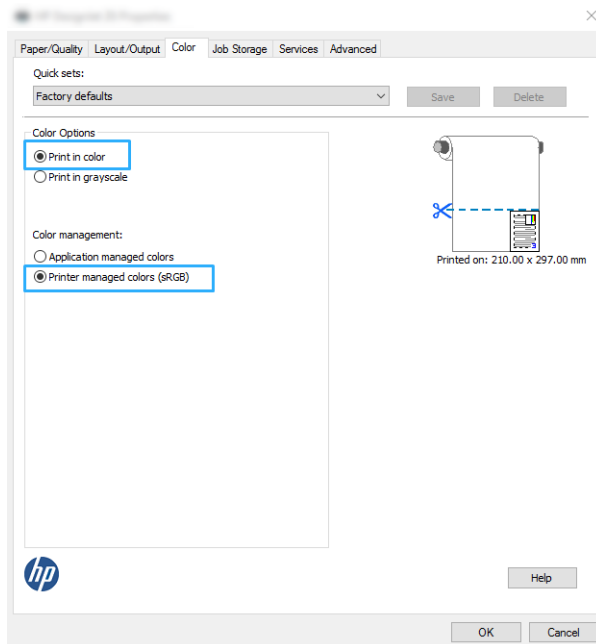 Paper/Quality Layout/Output Color Job Storage Services Advanced
Quick sets:
Factory defaults
Save Delete
Color Options
Print in color
Print in grayscale
Color management:
Application managed colors
Printer managed colors (sRGB)
Printed on: 210.00 x 297.00 mm
hp
Help
OK Cancel